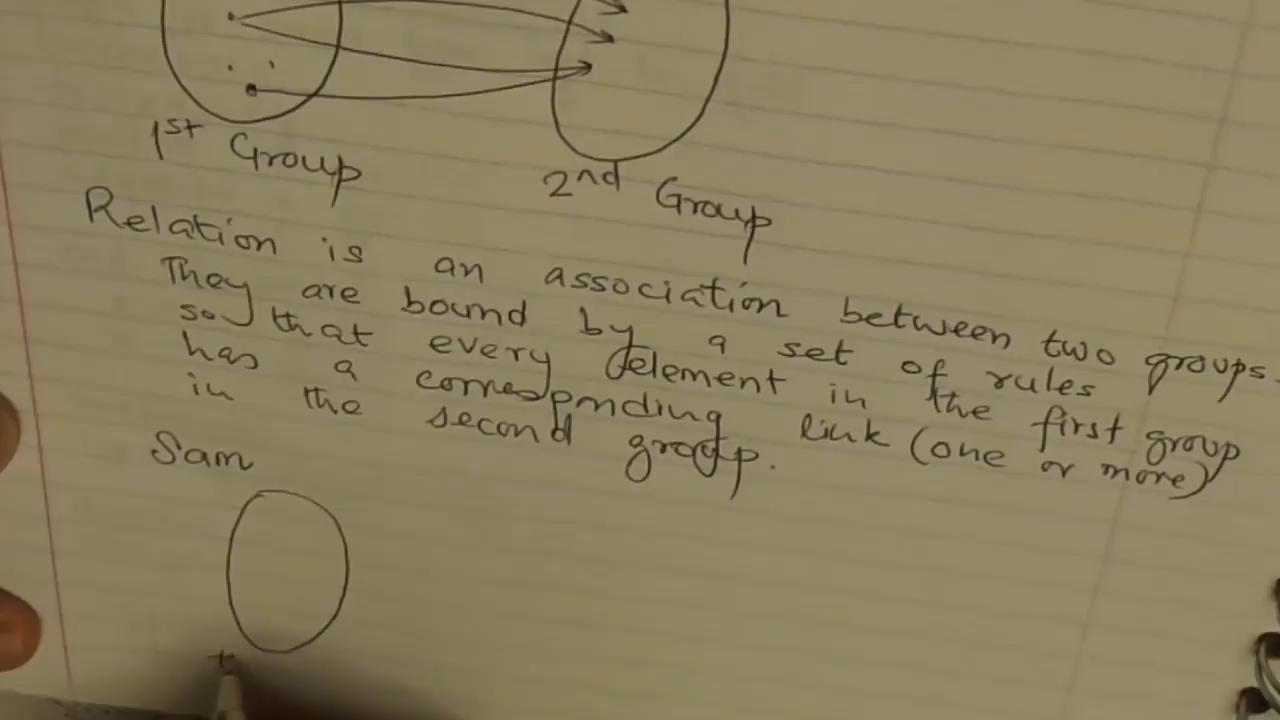 1st Group
2nd Group
Relation is an association between two groups.
They are bound by a set of rules
so that every element in the first group
has a corresponding link (one or more)
in the second group.
Sam